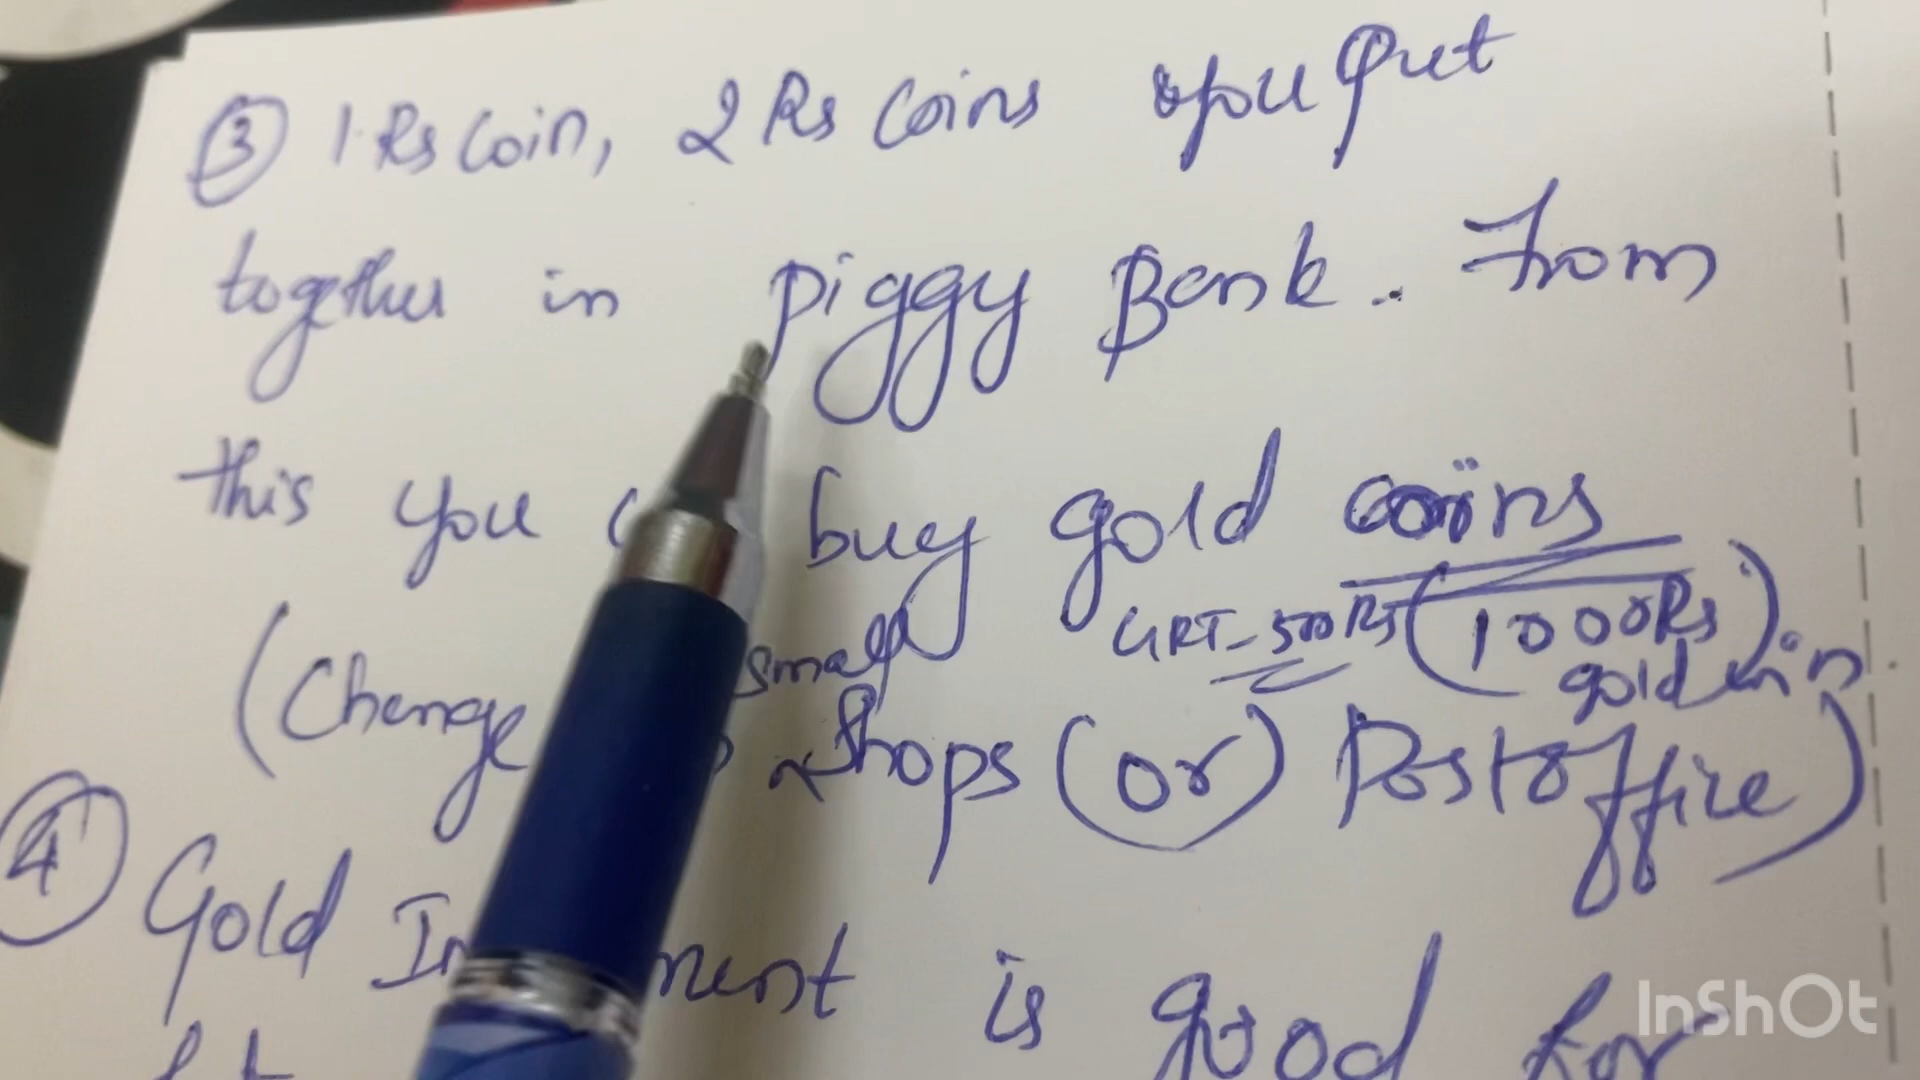 ③ 1 Rs Coin, 2 Rs Coins you Put
together in Piggy Bank. From
this you buy gold coins
GRT-500Rs (1000Rs)
gold coin.
(Change small
shops (or) Postoffice)
④ Gold is good for
InShOt